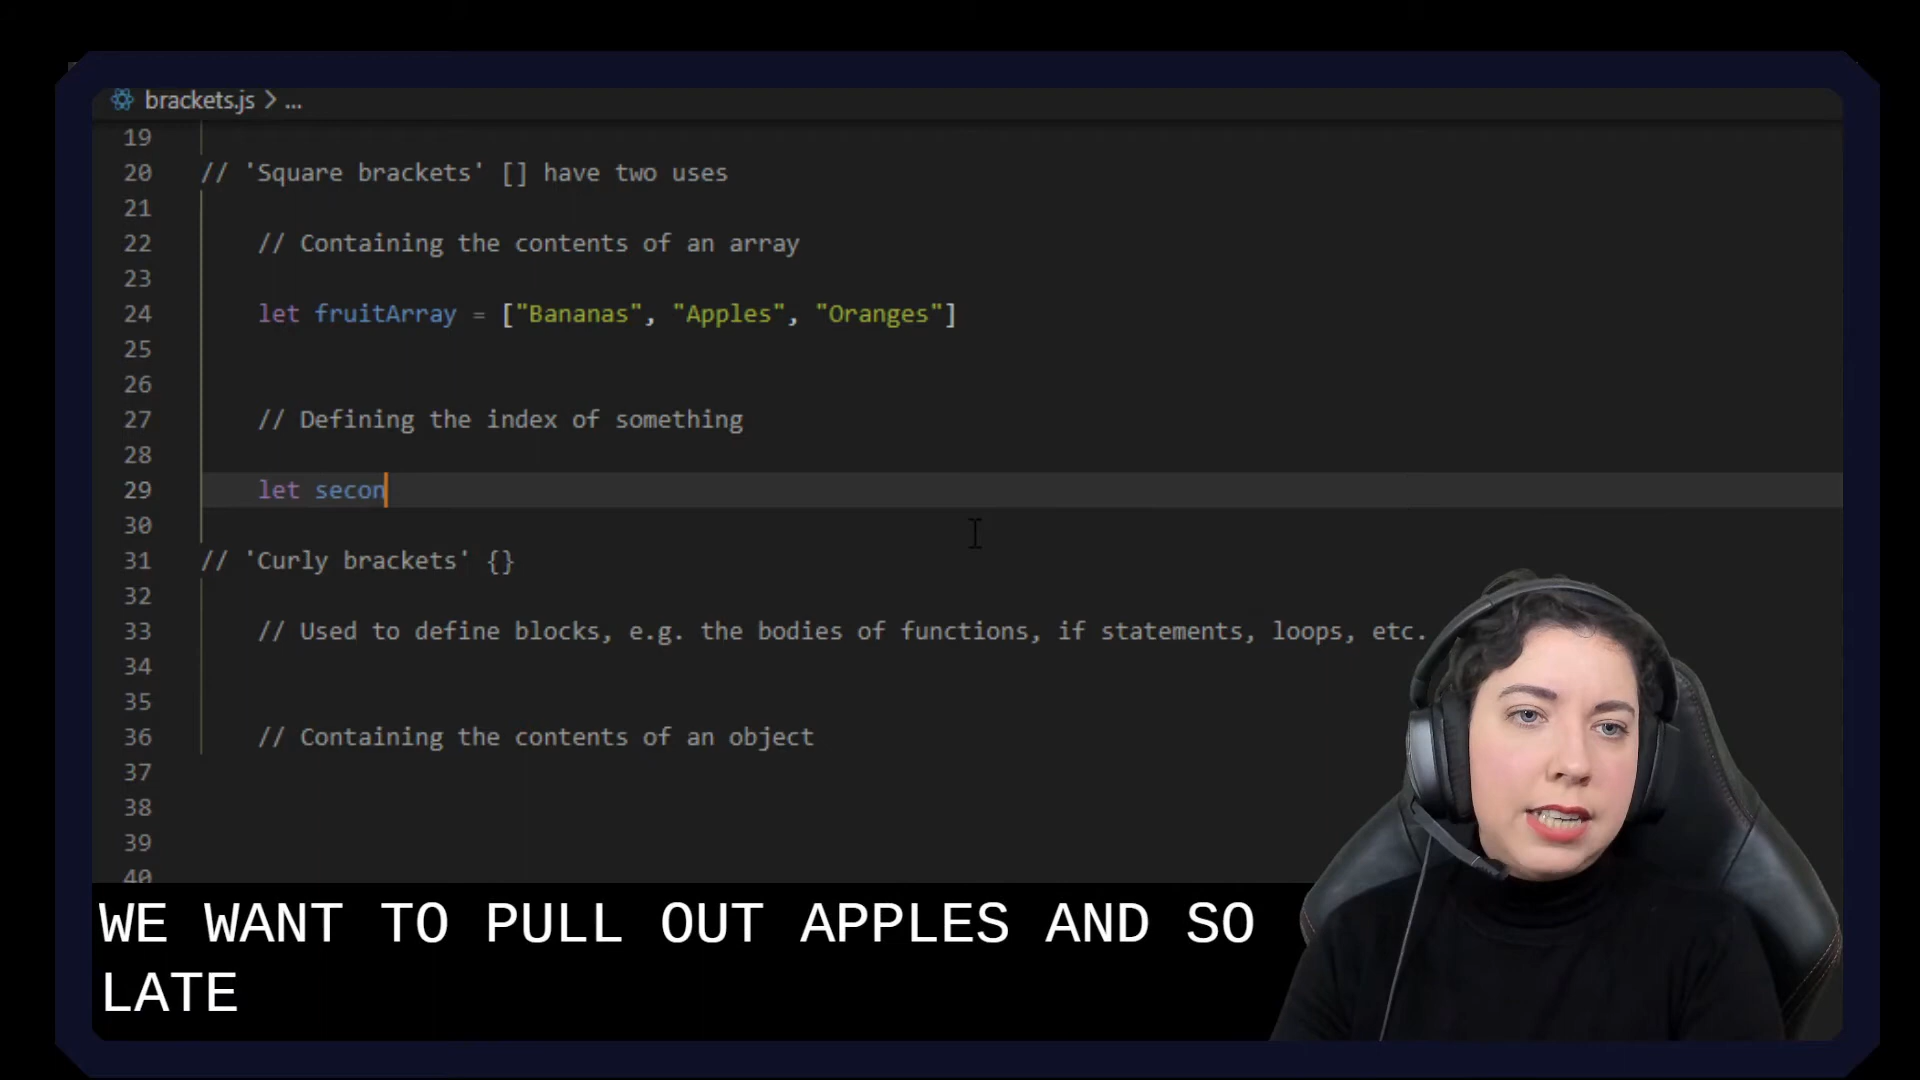 brackets.js > ...
19
20 // 'Square brackets' [] have two uses
21
22 // Containing the contents of an array
23
24 let fruitArray = ["Bananas", "Apples", "Oranges"]
25
26
27 // Defining the index of something
28
29 let secon
30
31 // 'Curly brackets' {}
32
33 // Used to define blocks, e.g. the bodies of functions, if statements, loops, etc.
34
35
36 // Containing the contents of an object
37
38
39
40
WE WANT TO PULL OUT APPLES AND SO
LATE